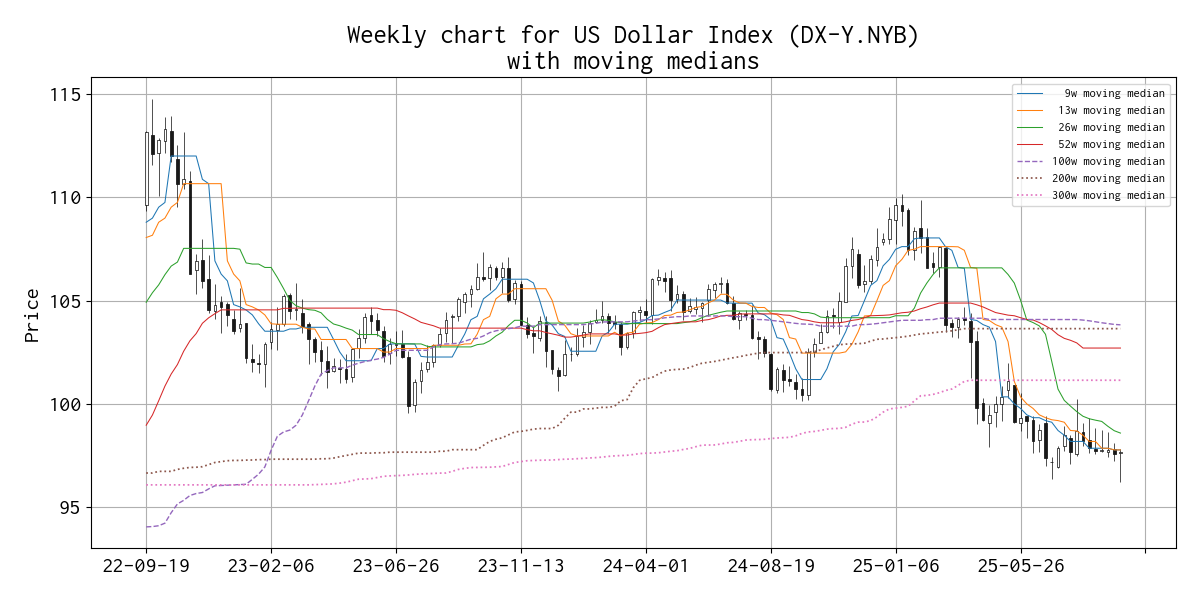 Weekly chart for US Dollar Index (DX-Y.NYB)
with moving medians
9w moving median
13w moving median
26w moving median
52w moving median
100w moving median
200w moving median
300w moving median
Price
115
110
105
100
95
22-09-19
23-02-06
23-06-26
23-11-13
24-04-01
24-08-19
25-01-06
25-05-26